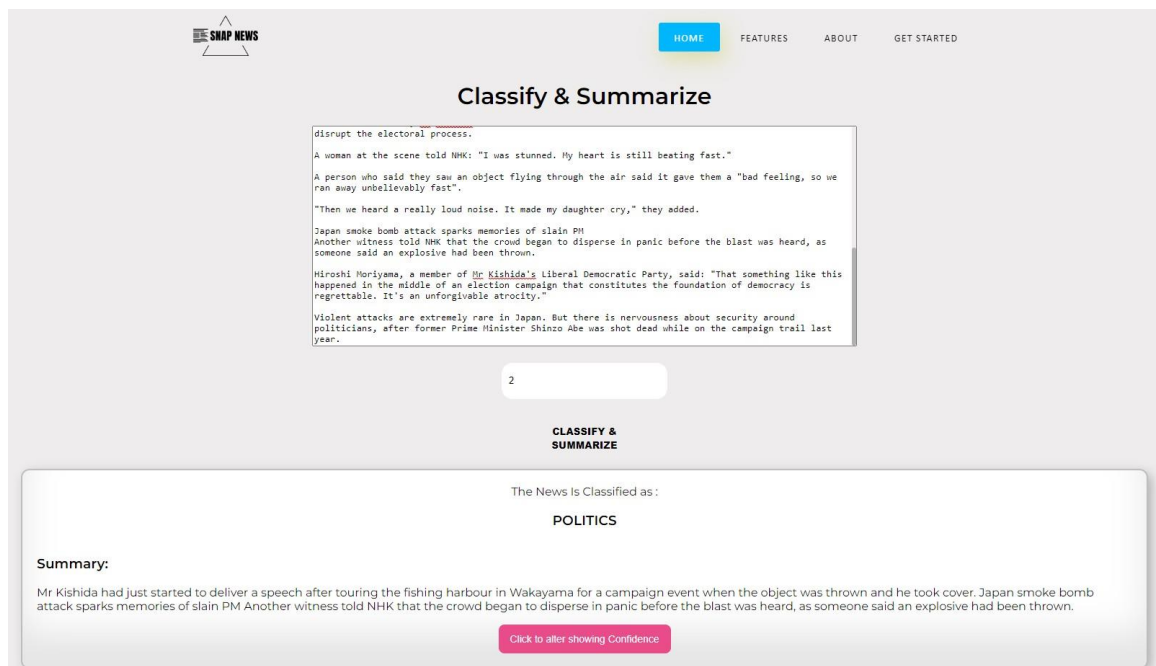 SNAP NEWS
HOME FEATURES ABOUT GET STARTED
Classify & Summarize
disrupt the electoral process.
A woman at the scene told NHK: "I was stunned. My heart is still beating fast."
A person who said they saw an object flying through the air said it gave them a "bad feeling, so we
ran away unbelievably fast".
"Then we heard a really loud noise. It made my daughter cry," they added.
Japan smoke bomb attack sparks memories of slain PM
Another witness told NHK that the crowd began to disperse in panic before the blast was heard, as
someone said an explosive had been thrown.
Hiroshi Moriyama, a member of Mr Kishida's Liberal Democratic Party, said: "That something like this
happened in the middle of an election campaign that constitutes the foundation of democracy is
regrettable. It's an unforgivable atrocity."
Violent attacks are extremely rare in Japan. But there is nervousness about security around
politicians, after former Prime Minister Shinzo Abe was shot dead while on the campaign trail last
year.
2
CLASSIFY &
SUMMARIZE
The News Is Classified as :
POLITICS
Summary:
Mr Kishida had just started to deliver a speech after touring the fishing harbour in Wakayama for a campaign event when the object was thrown and he took cover. Japan smoke bomb
attack sparks memories of slain PM Another witness told NHK that the crowd began to disperse in panic before the blast was heard, as someone said an explosive had been thrown.
Click to alter showing Confidence